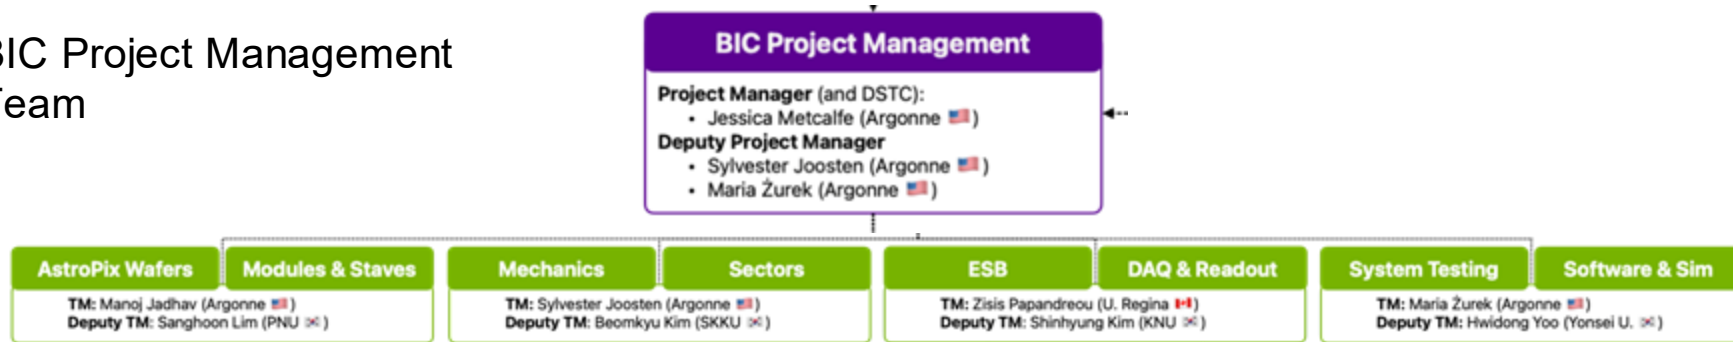 BIC Project Management
Team
BIC Project Management
Project Manager (and DSTC):
• Jessica Metcalfe (Argonne 🇺🇸)
Deputy Project Manager
• Sylvester Joosten (Argonne 🇺🇸)
• Maria Żurek (Argonne 🇺🇸)
AstroPix Wafers Modules & Staves
TM: Manoj Jadhav (Argonne 🇺🇸)
Deputy TM: Sanghoon Lim (PNU 🇰🇷)
Mechanics Sectors
TM: Sylvester Joosten (Argonne 🇺🇸)
Deputy TM: Beomkyu Kim (SKKU 🇰🇷)
ESB DAQ & Readout
TM: Zisis Papandreou (U. Regina 🇨🇦)
Deputy TM: Shinhyung Kim (KNU 🇰🇷)
System Testing Software & Sim
TM: Maria Żurek (Argonne 🇺🇸)
Deputy TM: Hwidong Yoo (Yonsei U. 🇰🇷)